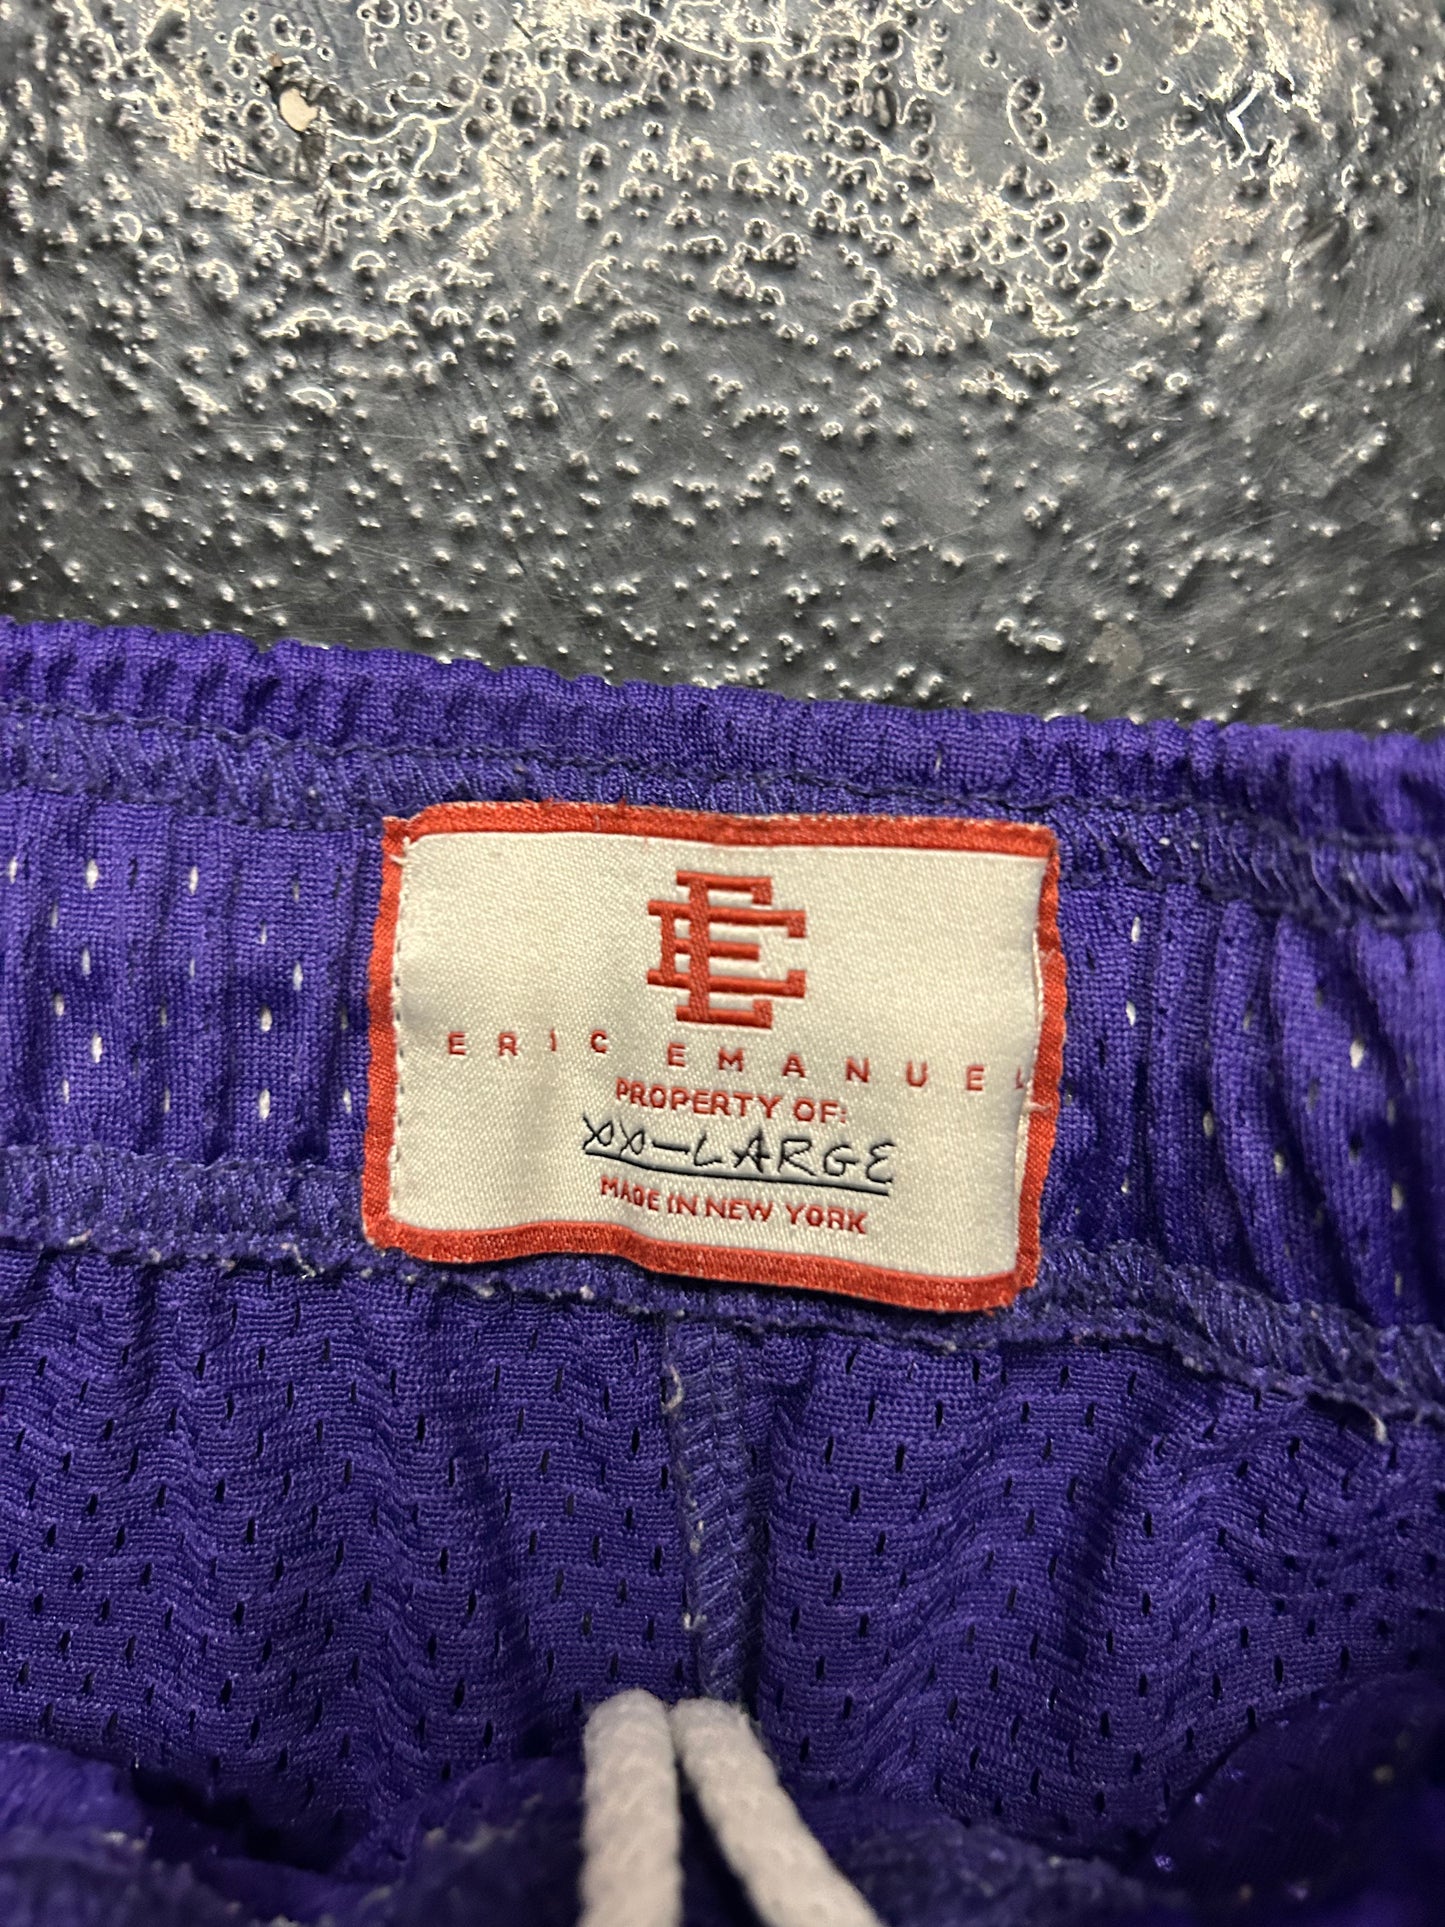 EE
ERIC EMANUEL
PROPERTY OF:
XX-LARGE
MADE IN NEW YORK